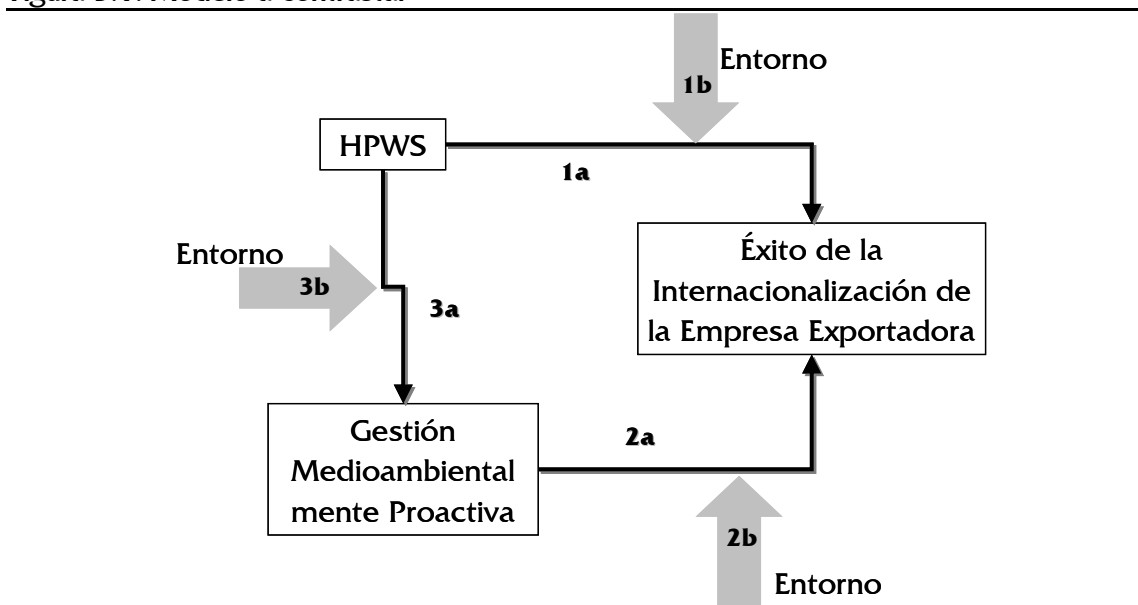 Entorno
1b
HPWS
1a
Éxito de la
Internacionalización de
la Empresa Exportadora
Entorno
3b
3a
Gestión
Medioambiental
mente Proactiva
2a
2b
Entorno